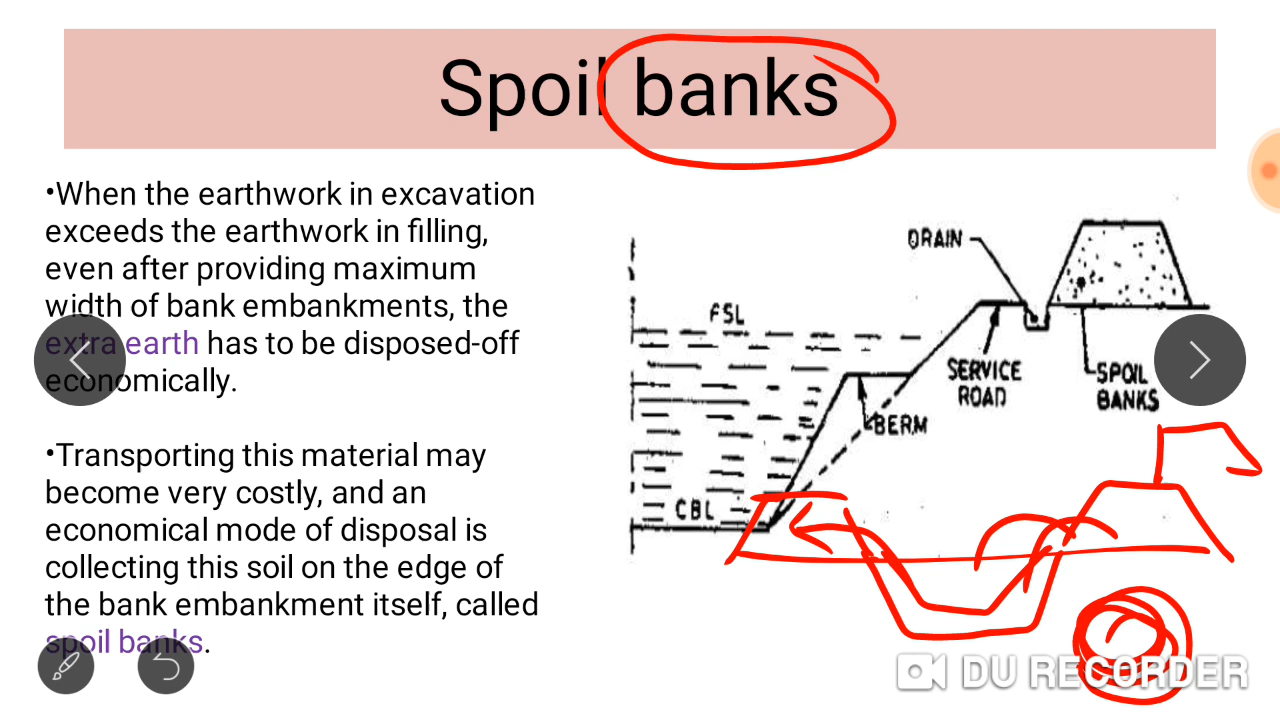 Spoil banks
•When the earthwork in excavation
exceeds the earthwork in filling,
even after providing maximum
width of bank embankments, the
extra earth has to be disposed-off
economically.
•Transporting this material may
become very costly, and an
economical mode of disposal is
collecting this soil on the edge of
the bank embankment itself, called
spoil banks.
DRAIN
FSL
SERVICE
ROAD
SPOIL
BANKS
BERM
CBL
DU RECORDER